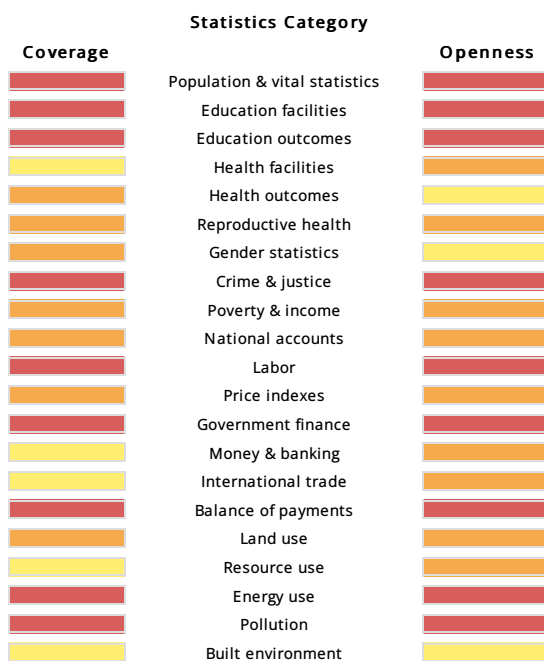 Statistics Category
Coverage Openness
Population & vital statistics
Education facilities
Education outcomes
Health facilities
Health outcomes
Reproductive health
Gender statistics
Crime & justice
Poverty & income
National accounts
Labor
Price indexes
Government finance
Money & banking
International trade
Balance of payments
Land use
Resource use
Energy use
Pollution
Built environment